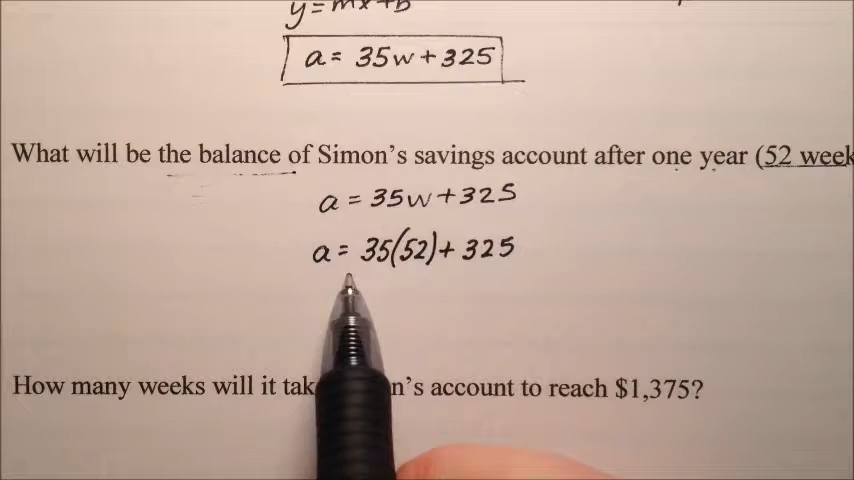 y = mx + b
a = 35w + 325
What will be the balance of Simon's savings account after one year (52 week
a = 35w + 325
a = 35(52) + 325
How many weeks will it tak n's account to reach $1,375?